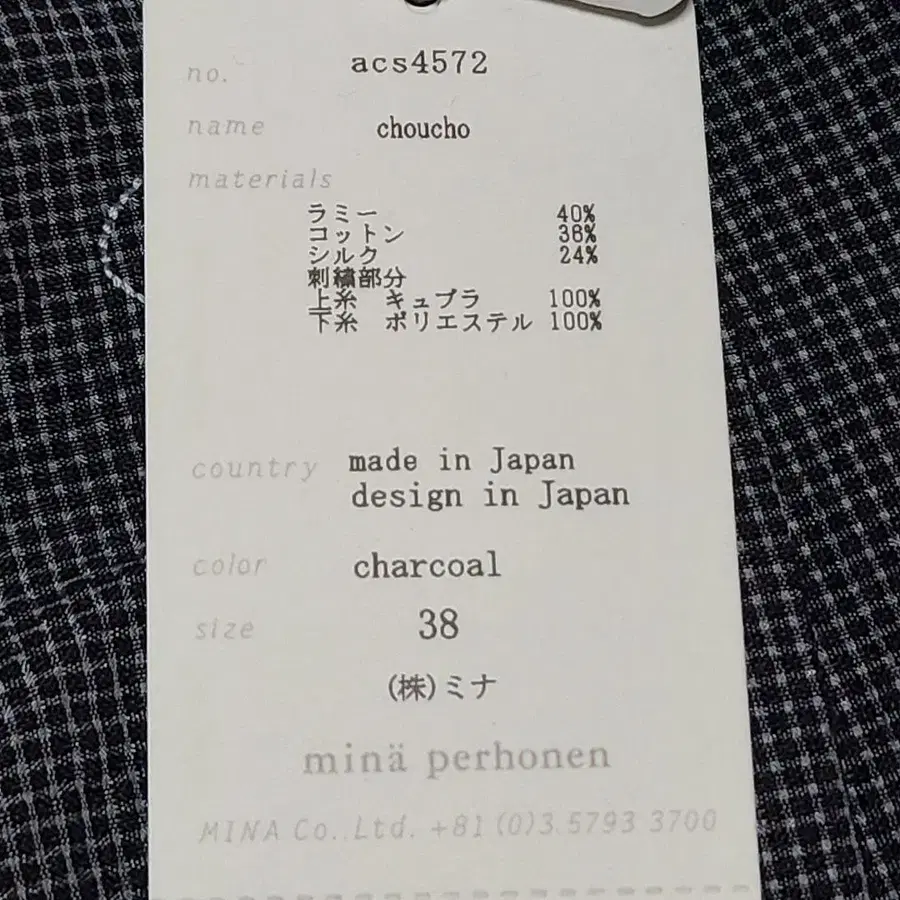 no. acs4572
name choucho
materials
ラミー 40%
コットン 36%
シルク 24%
刺繍部分
上糸 キュプラ 100%
下糸 ポリエステル 100%
country made in Japan
design in Japan
color charcoal
size 38
(株)ミナ
minä perhonen
MINA Co.,Ltd. +81 (0)3 5793 3700